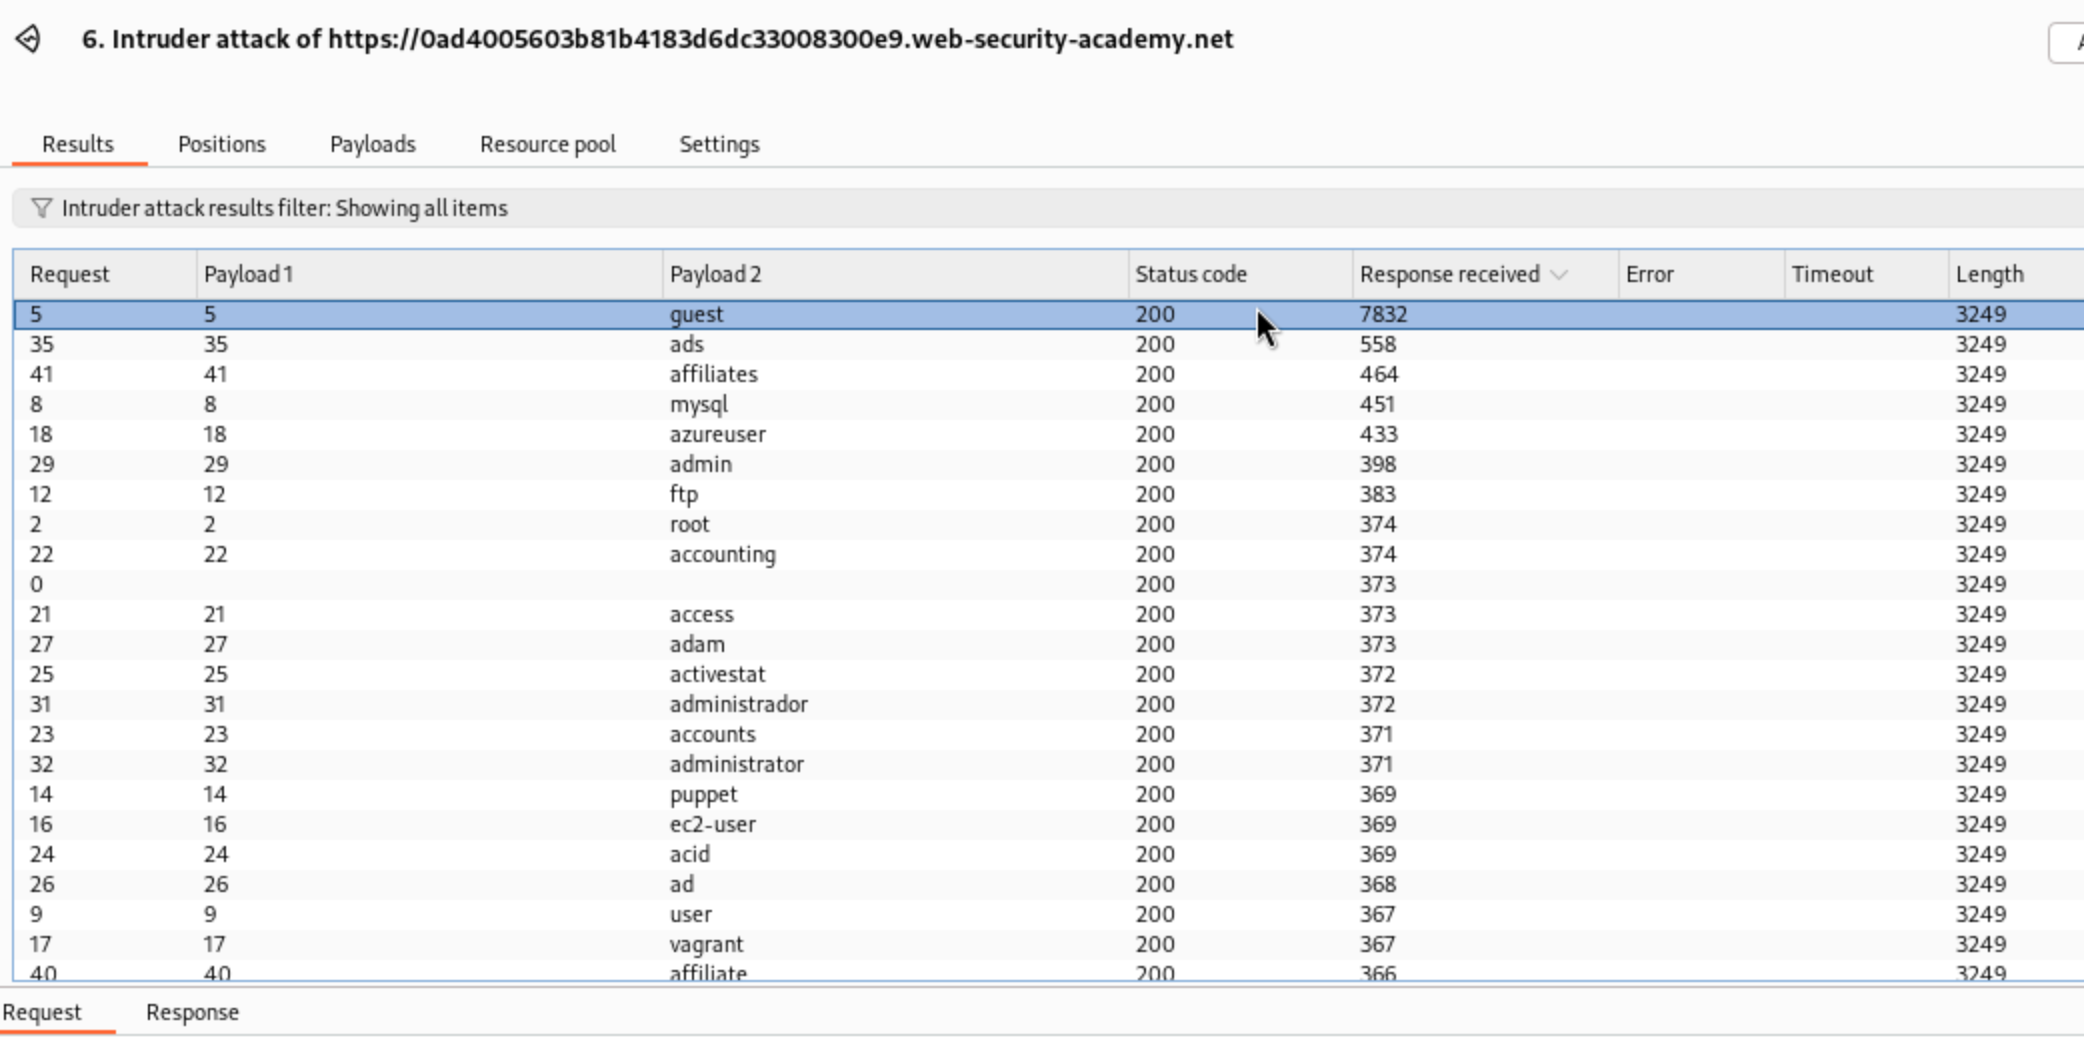 6. Intruder attack of https://0ad4005603b81b4183d6dc33008300e9.web-security-academy.net
Results Positions Payloads Resource pool Settings
Intruder attack results filter: Showing all items
Request Payload 1 Payload 2 Status code Response received Error Timeout Length
5 5 guest 200 7832 3249
35 35 ads 200 558 3249
41 41 affiliates 200 464 3249
8 8 mysql 200 451 3249
18 18 azureuser 200 433 3249
29 29 admin 200 398 3249
12 12 ftp 200 383 3249
2 2 root 200 374 3249
22 22 accounting 200 374 3249
0 200 373 3249
21 21 access 200 373 3249
27 27 adam 200 373 3249
25 25 activestat 200 372 3249
31 31 administrador 200 372 3249
23 23 accounts 200 371 3249
32 32 administrator 200 371 3249
14 14 puppet 200 369 3249
16 16 ec2-user 200 369 3249
24 24 acid 200 369 3249
26 26 ad 200 368 3249
9 9 user 200 367 3249
17 17 vagrant 200 367 3249
40 40 affiliate 200 366 3249
Request Response